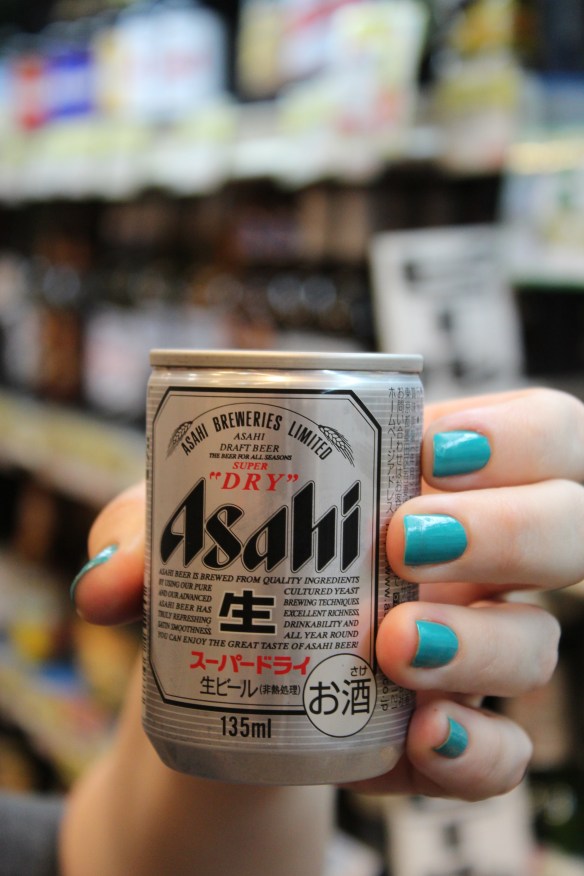 ASAHI BREWERIES LIMITED
ASAHI
DRAFT BEER
THE BEER FOR ALL SEASONS
SUPER
"DRY"
Asahi
ASAHI BEER IS BREWED FROM QUALITY INGREDIENTS
BY USING OUR PURE CULTURED YEAST
AND OUR ADVANCED BREWING TECHNIQUES.
ASAHI BEER HAS EXCELLENT RICHNESS,
TRULY REFRESHING DRINKABILITY AND
SATIN SMOOTHNESS. ALL YEAR ROUND
YOU CAN ENJOY THE GREAT TASTE OF ASAHI BEER!
生
スーパードライ
生ビール(非熱処理)
さけ
お酒
135ml